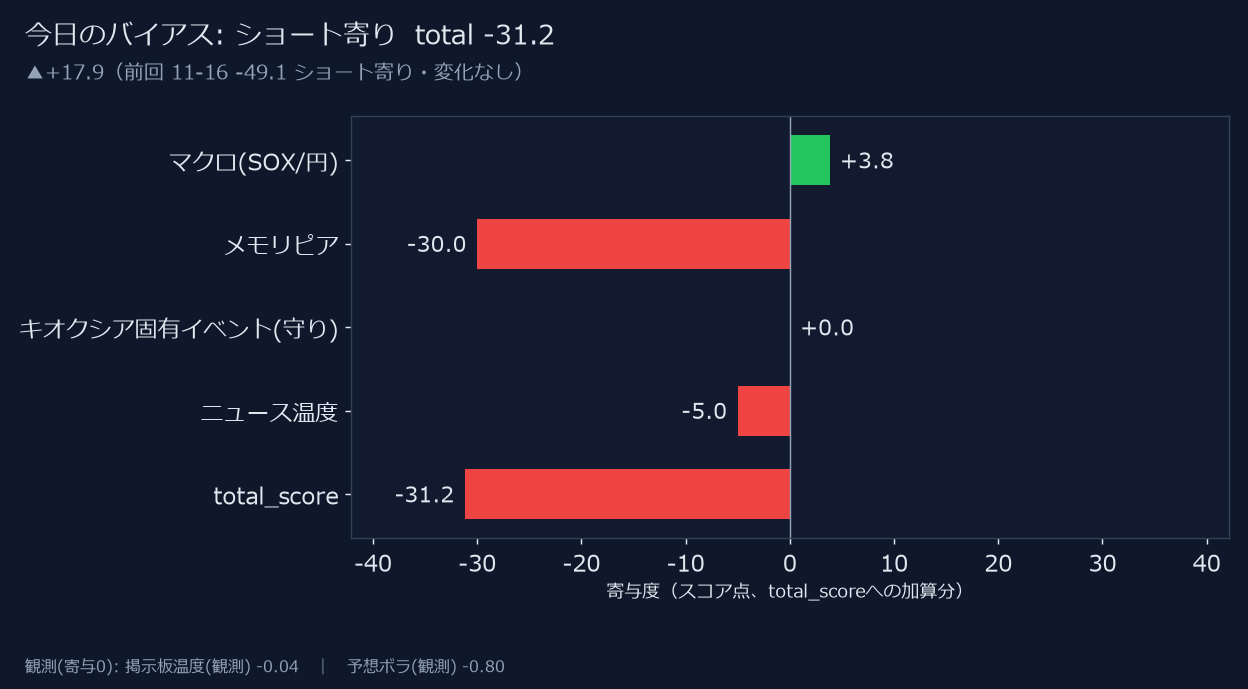 今日のバイアス: ショート寄り total -31.2
▲+17.9（前回 11-16 -49.1 ショート寄り・変化なし）
マクロ(SOX/円)
+3.8
メモリピア
-30.0
キオクシア固有イベント(守り)
+0.0
ニュース温度
-5.0
total_score
-31.2
-40 -30 -20 -10 0 10 20 30 40
寄与度（スコア点、total_scoreへの加算分）
観測(寄与0): 掲示板温度(観測) -0.04 | 予想ボラ(観測) -0.80